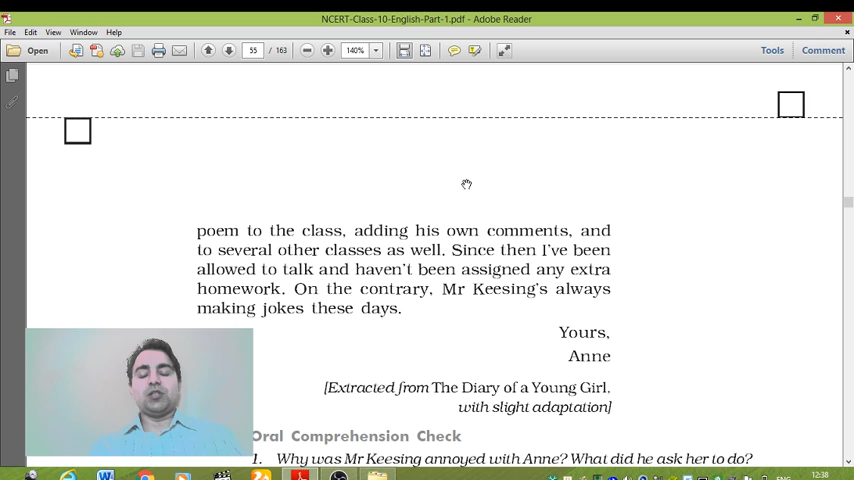 NCERT-Class-10-English-Part-1.pdf - Adobe Reader
File Edit View Window Help
Open 55 / 163 140% Tools Comment
poem to the class, adding his own comments, and
to several other classes as well. Since then I've been
allowed to talk and haven't been assigned any extra
homework. On the contrary, Mr Keesing's always
making jokes these days.
Yours,
Anne
[Extracted from The Diary of a Young Girl,
with slight adaptation]
Oral Comprehension Check
1. Why was Mr Keesing annoyed with Anne? What did he ask her to do?
ENG 12:38